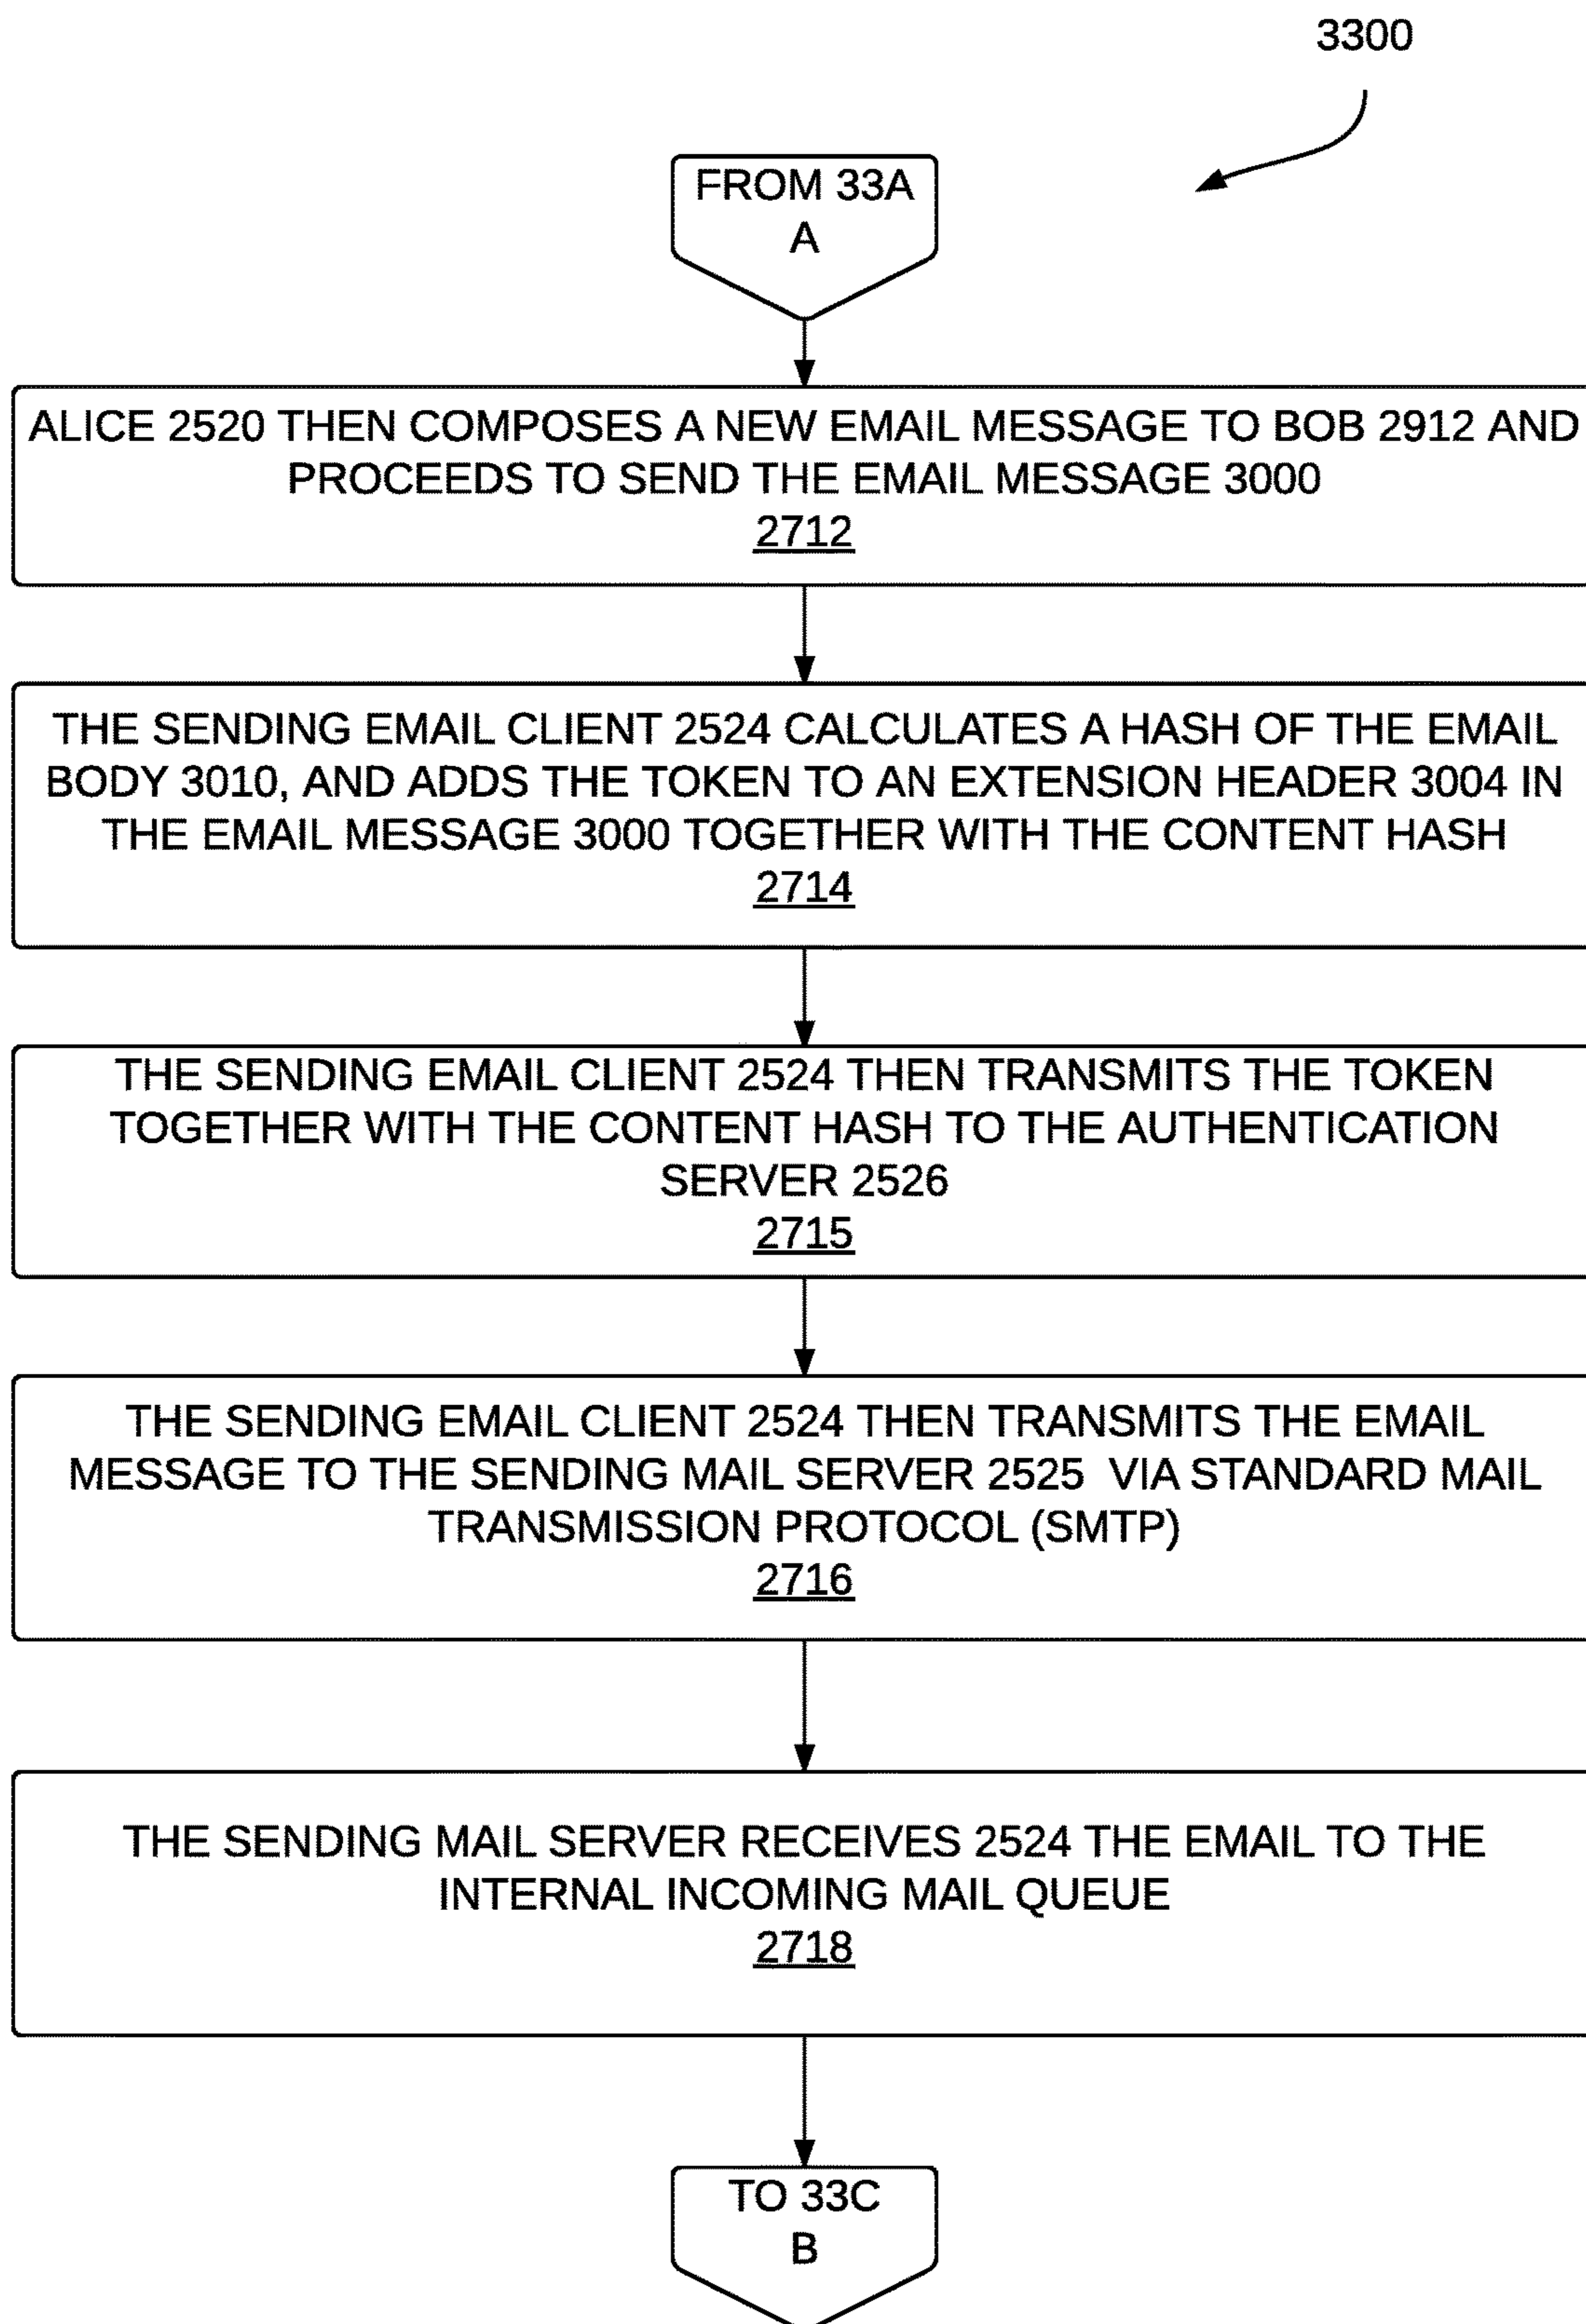 3300
FROM 33A
A
ALICE 2520 THEN COMPOSES A NEW EMAIL MESSAGE TO BOB 2912 AND
PROCEEDS TO SEND THE EMAIL MESSAGE 3000
2712
THE SENDING EMAIL CLIENT 2524 CALCULATES A HASH OF THE EMAIL
BODY 3010, AND ADDS THE TOKEN TO AN EXTENSION HEADER 3004 IN
THE EMAIL MESSAGE 3000 TOGETHER WITH THE CONTENT HASH
2714
THE SENDING EMAIL CLIENT 2524 THEN TRANSMITS THE TOKEN
TOGETHER WITH THE CONTENT HASH TO THE AUTHENTICATION
SERVER 2526
2715
THE SENDING EMAIL CLIENT 2524 THEN TRANSMITS THE EMAIL
MESSAGE TO THE SENDING MAIL SERVER 2525 VIA STANDARD MAIL
TRANSMISSION PROTOCOL (SMTP)
2716
THE SENDING MAIL SERVER RECEIVES 2524 THE EMAIL TO THE
INTERNAL INCOMING MAIL QUEUE
2718
TO 33C
B